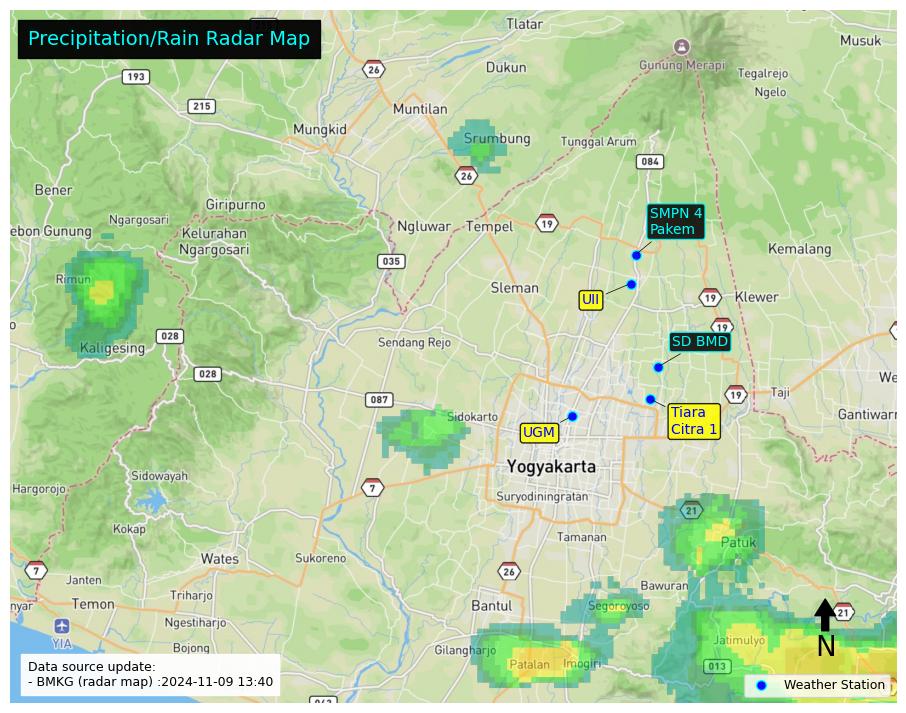 Precipitation/Rain Radar Map
Tlatar
Musuk
26
193
Dukun
Gunung Merapi
Tegalrejo
Ngelo
215
Muntilan
Mungkid
Srumbung
Tunggal Arum
084
26
Bener
Giripurno
SMPN 4
Pakem
Ngargosari
ebon Gunung
Kelurahan
Ngargosari
Ngluwar
Tempel
26
Kemalang
035
Rimun
Sleman
UII
19
Klewer
19
Kaligesing
028
Sendang Rejo
SD BMD
028
We
087
19
Taji
Sidokarto
Tiara
Citra 1
Gantiwarn
UGM
Yogyakarta
Sidowayah
7
Hargorojo
Suryodiningratan
21
Kokap
Tamanan
Patuk
Wates
Sukoreno
7
26
Janten
Bawuran
Triharjo
nyar
Temon
Bantul
Segoroyoso
21
Ngestiharjo
YIA
N
Jatimulyo
Bojong
Gilangharjo
Patalan
Imogiri
013
Data source update:
- BMKG (radar map) :2024-11-09 13:40
Weather Station